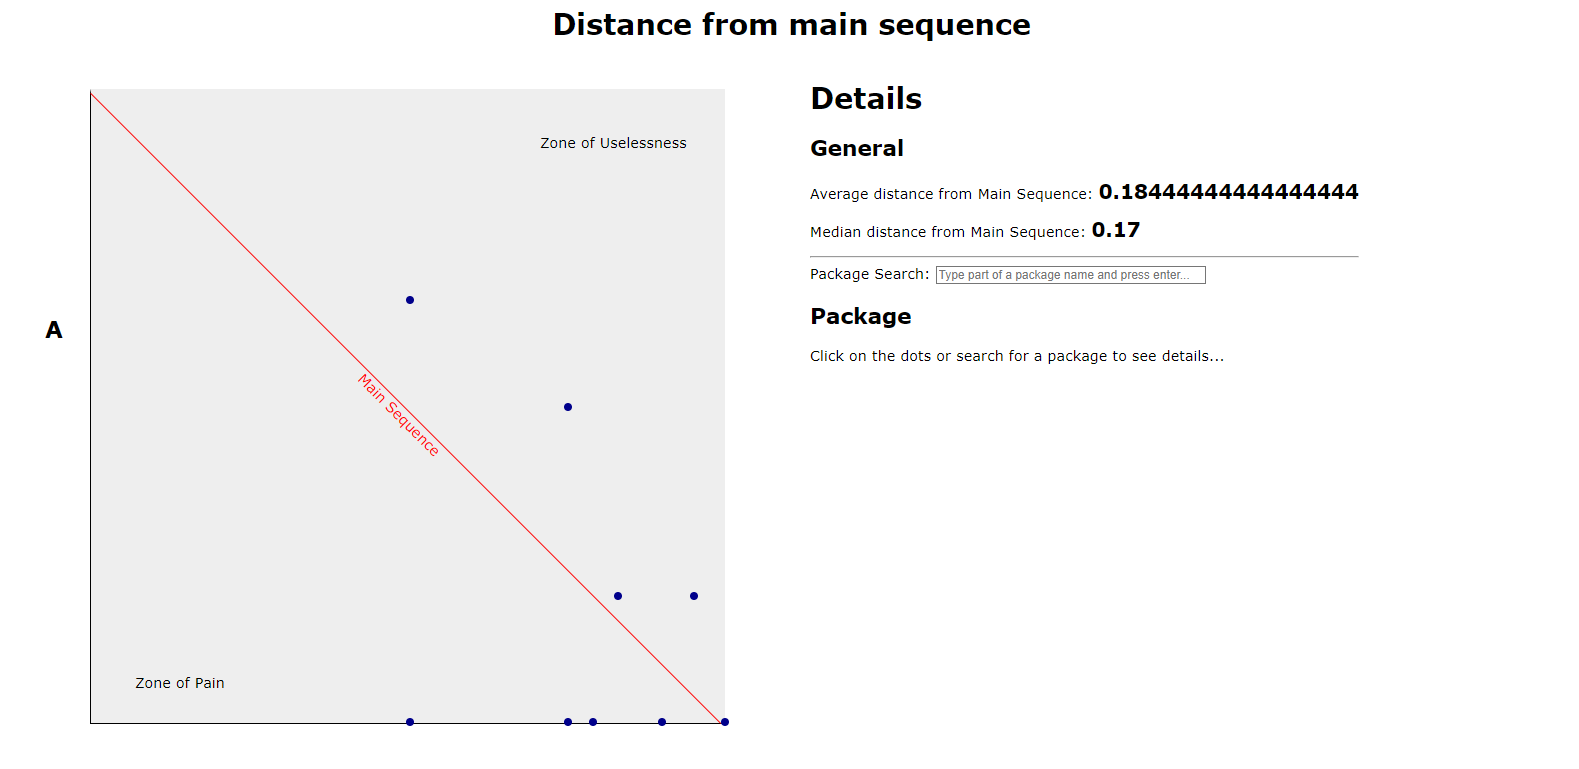 Distance from main sequence
A
Zone of Uselessness
Main Sequence
Zone of Pain
Details
General
Average distance from Main Sequence: 0.18444444444444444
Median distance from Main Sequence: 0.17
Package Search: Type part of a package name and press enter...
Package
Click on the dots or search for a package to see details...